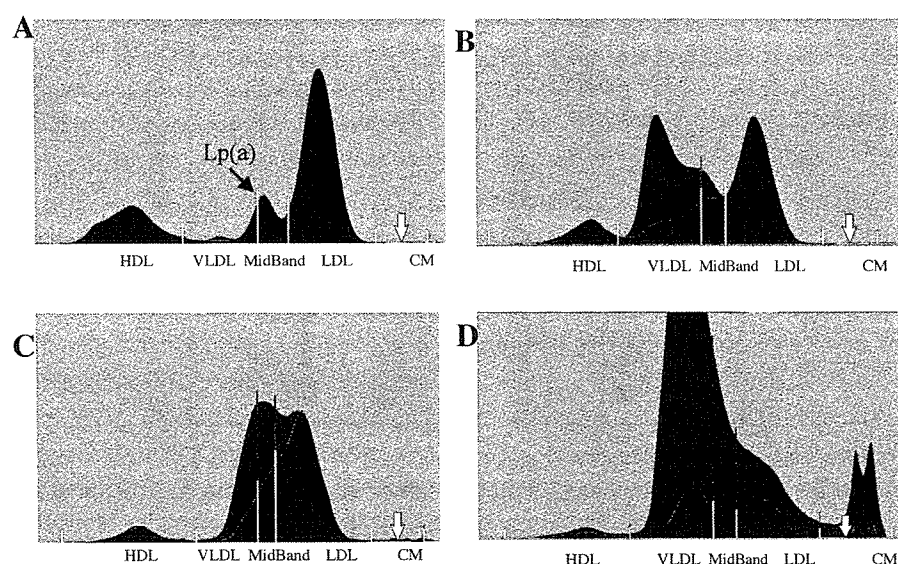 A
Lp(a)
HDL VLDL MidBand LDL CM
B
HDL VLDL MidBand LDL CM
C
HDL VLDL MidBand LDL CM
D
HDL VLDL MidBand LDL CM